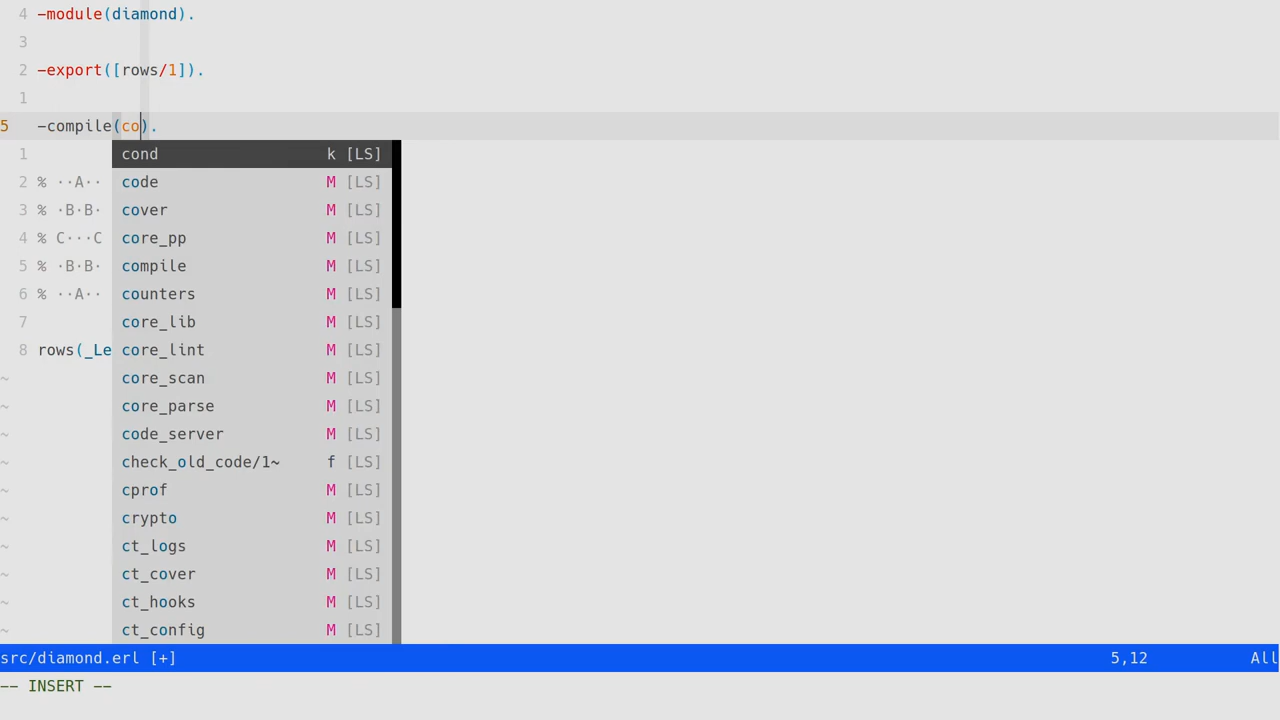 4 -module(diamond).
3
2 -export([rows/1]).
1
5 -compile(co).
1 cond k [LS]
2 % ··A·· code M [LS]
3 % ·B·B· cover M [LS]
4 % C···C core_pp M [LS]
5 % ·B·B· compile M [LS]
6 % ··A·· counters M [LS]
7 core_lib M [LS]
8 rows(_Le core_lint M [LS]
~ core_scan M [LS]
~ core_parse M [LS]
~ code_server M [LS]
~ check_old_code/1~ f [LS]
~ cprof M [LS]
~ crypto M [LS]
~ ct_logs M [LS]
~ ct_cover M [LS]
~ ct_hooks M [LS]
~ ct_config M [LS]
src/diamond.erl [+] 5,12 All
-- INSERT --